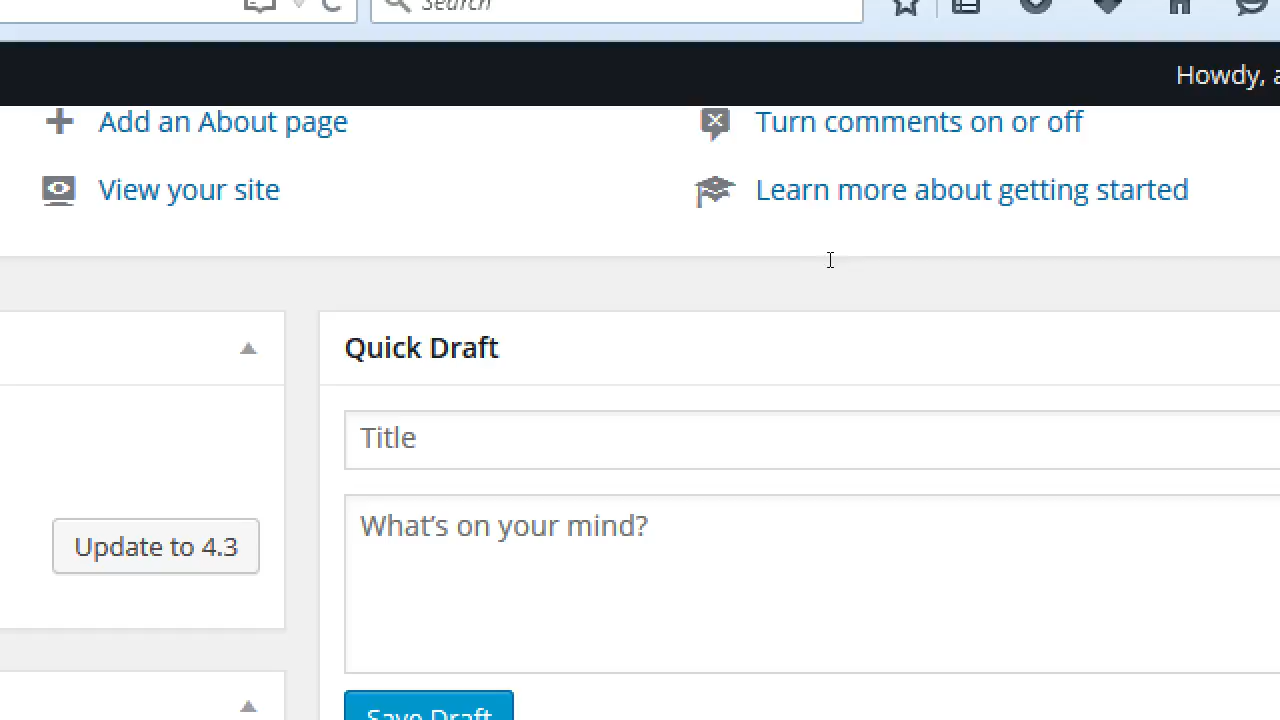 Search
Howdy, a
Add an About page
Turn comments on or off
View your site
Learn more about getting started
Quick Draft
Title
What's on your mind?
Update to 4.3
Save Draft